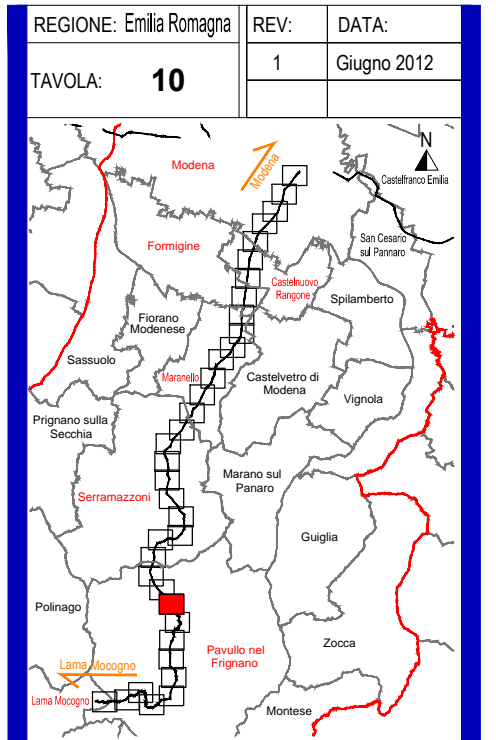 REGIONE: Emilia Romagna
REV:
DATA:
TAVOLA: 10
1
Giugno 2012
N
Modena
Modena
Castelfranco Emilia
San Cesario
sul Pannaro
Formigine
Castelnuovo
Rangone
Spilamberto
Fiorano
Modenese
Sassuolo
Maranello
Castelvetro di
Modena
Vignola
Prignano sulla
Secchia
Marano sul
Panaro
Serramazzoni
Guiglia
Polinago
Zocca
Pavullo nel
Frignano
Lama Mocogno
Lama Mocogno
Montese